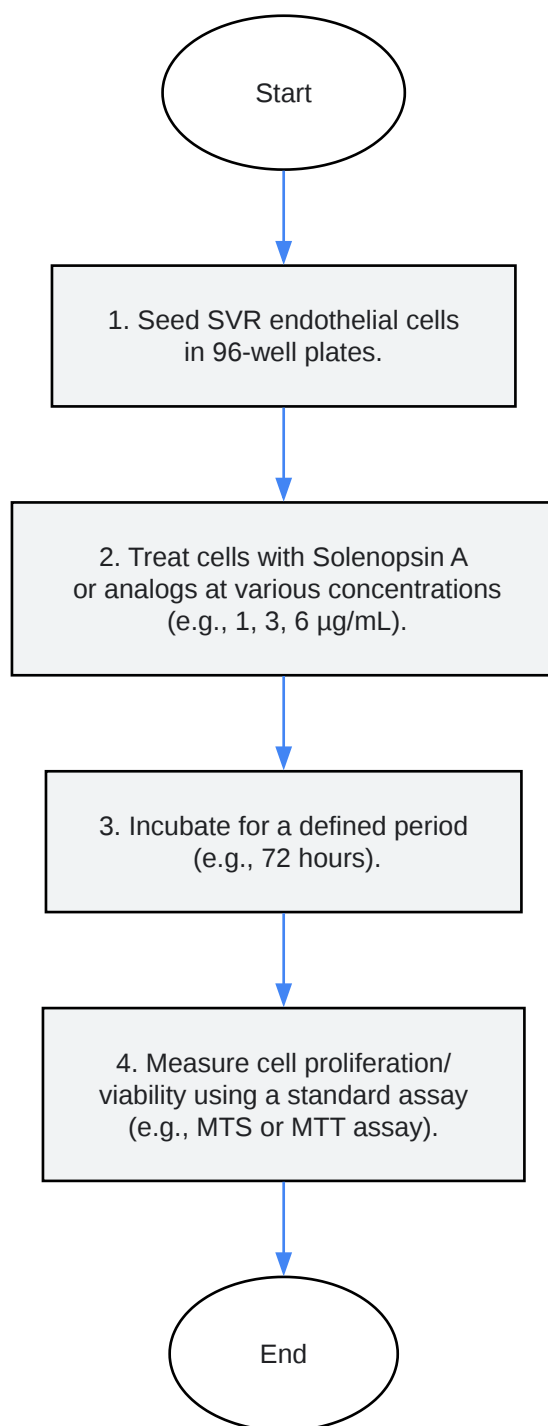 Start
1. Seed SVR endothelial cells
in 96-well plates.
2. Treat cells with Solenopsin A
or analogs at various concentrations
(e.g., 1, 3, 6 µg/mL).
3. Incubate for a defined period
(e.g., 72 hours).
4. Measure cell proliferation/
viability using a standard assay
(e.g., MTS or MTT assay).
End